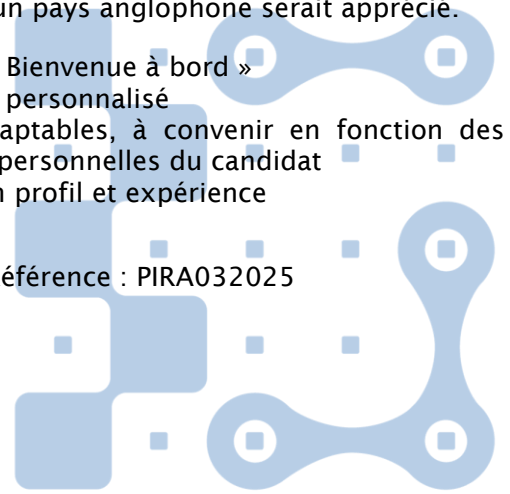 un pays anglophone serait apprécié.
Bienvenue à bord »
personnalisé
aptables, à convenir en fonction des
personnelles du candidat
n profil et expérience
éférence : PIRA032025